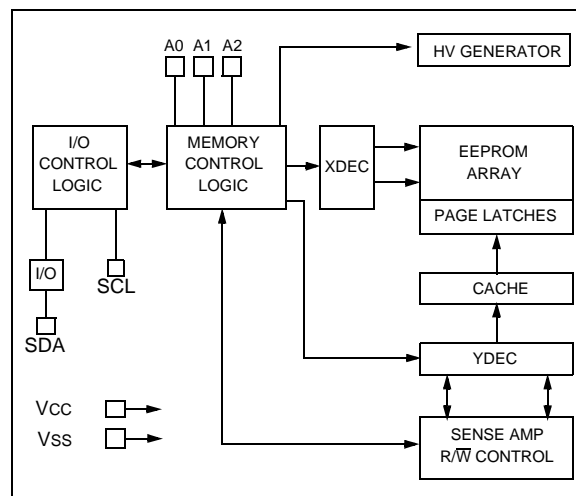 A0 A1 A2
HV GENERATOR
I/O
CONTROL
LOGIC
MEMORY
CONTROL
LOGIC
XDEC
EEPROM
ARRAY
PAGE LATCHES
I/O
SCL
SDA
CACHE
YDEC
VCC
VSS
SENSE AMP
R/W̅ CONTROL